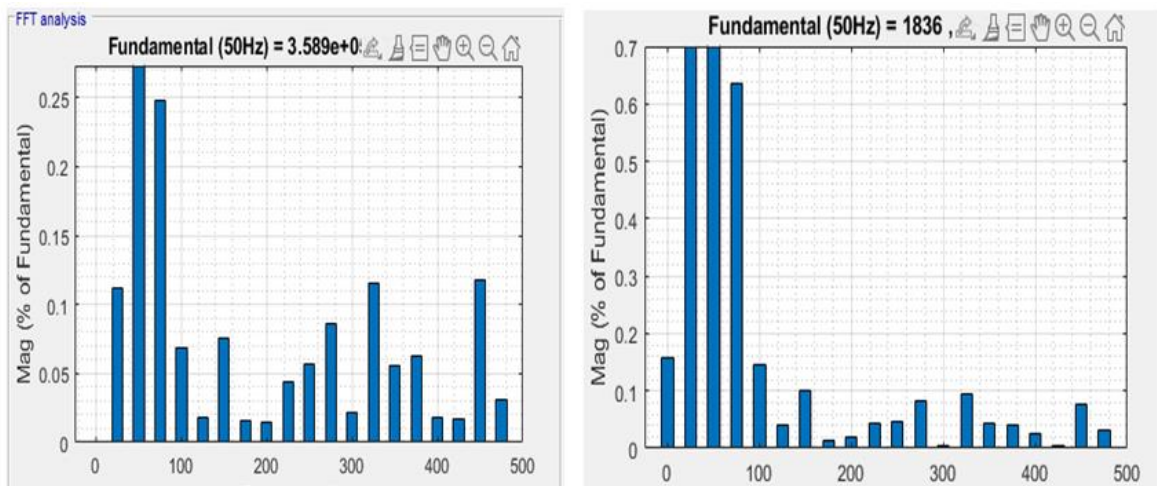 FFT analysis
Fundamental (50Hz) = 3.589e+0
0.25
0.2
0.15
0.1
0.05
0
0 100 200 300 400 500
Mag (% of Fundamental)
Fundamental (50Hz) = 1836 ,
0.7
0.6
0.5
0.4
0.3
0.2
0.1
0
0 100 200 300 400 500
Mag (% of Fundamental)